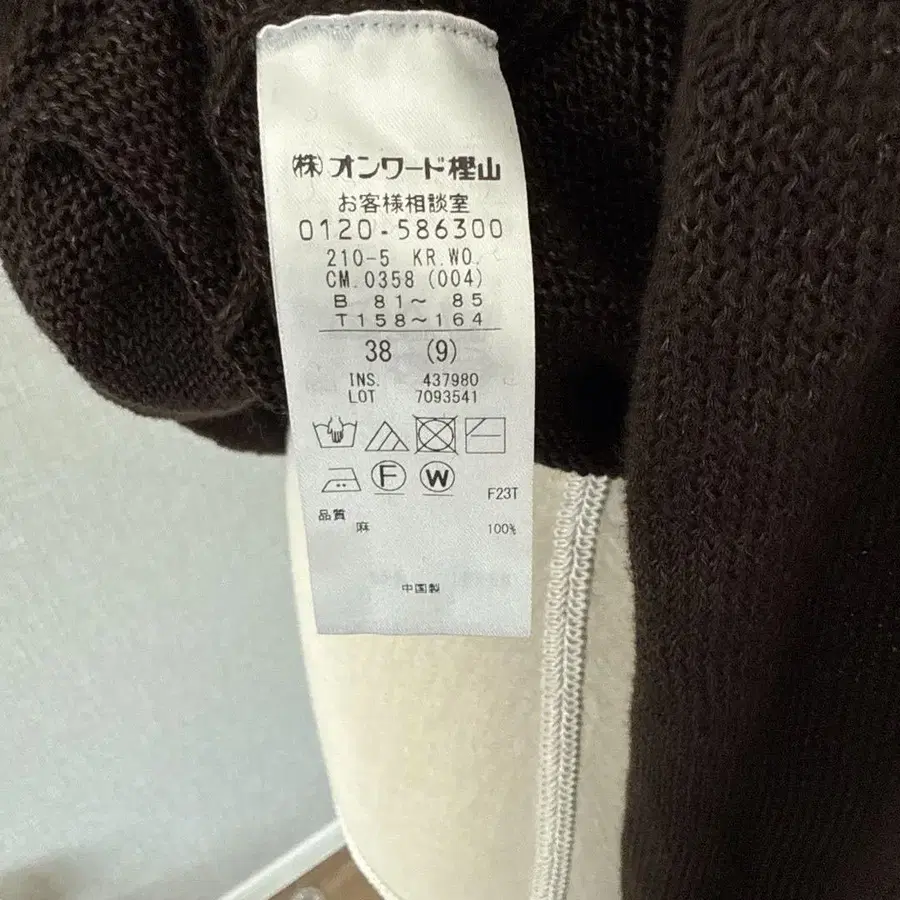 ㈱オンワード樫山
お客様相談室
0120-586300
210-5 KR.WO.
CM.0358 (004)
B 81～ 85
T158～164
38 (9)
INS. 437980
LOT 7093541
F W
F23T
品質
麻 100%
中国製